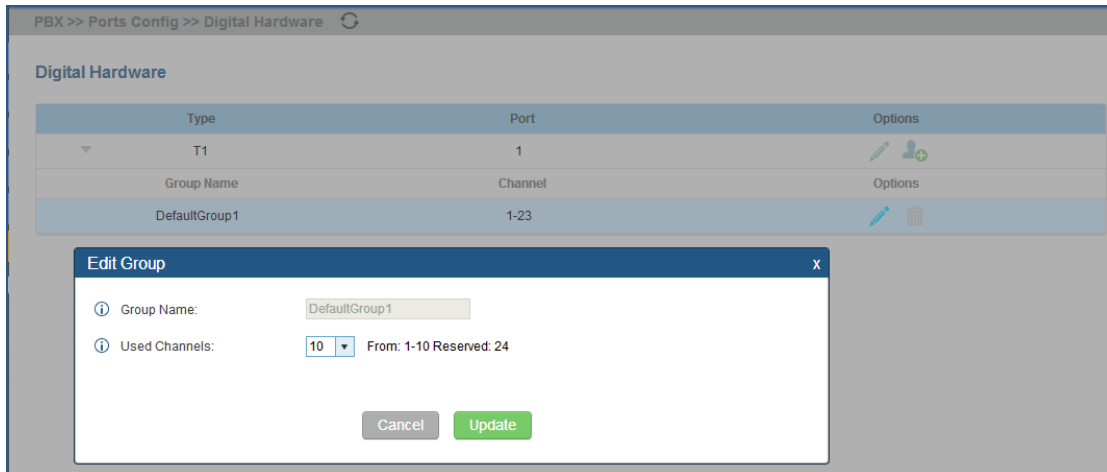 PBX >> Ports Config >> Digital Hardware
Digital Hardware
Type Port Options
T1 1
Group Name Channel Options
DefaultGroup1 1-23
Edit Group x
Group Name: DefaultGroup1
Used Channels: 10 From: 1-10 Reserved: 24
Cancel Update